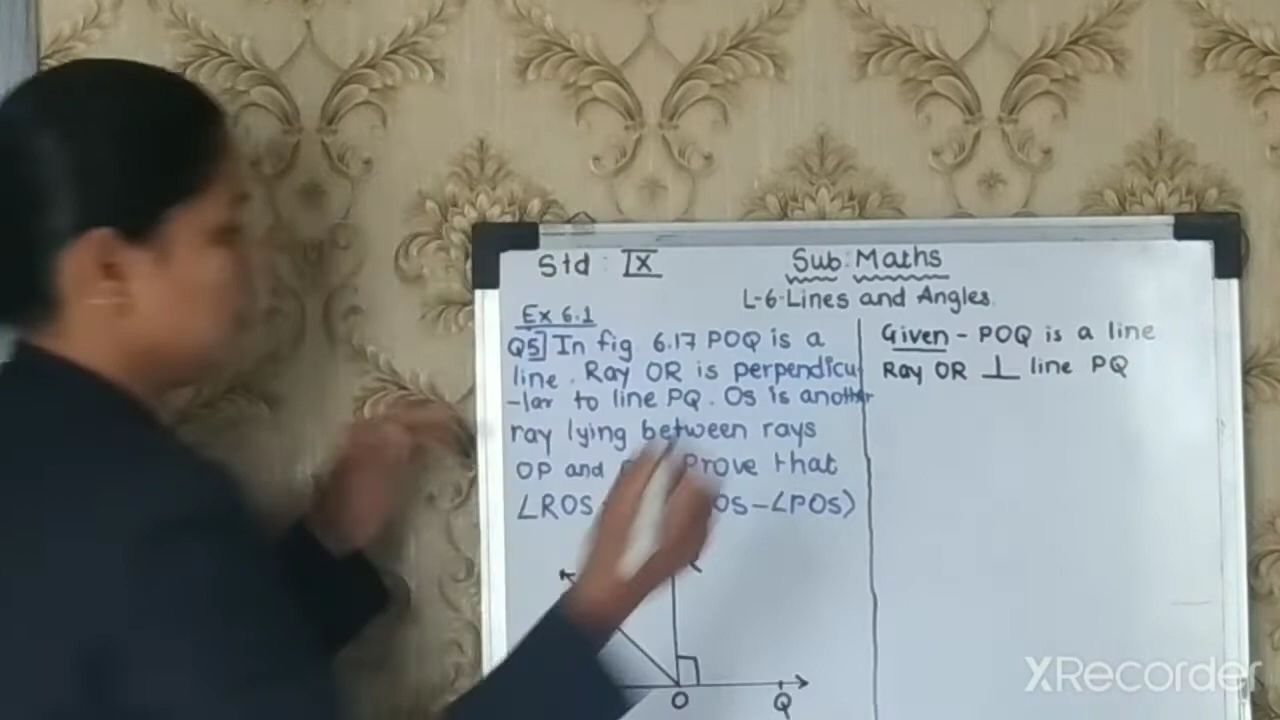 Std : IX
Sub: Maths
L-6-Lines and Angles.
Ex 6.1
Q5] In fig 6.17 POQ is a
line. Ray OR is perpendicu
-lar to line PQ. Os is another
ray lying between rays
OP and Prove that
∠ROS OS-∠POS)
O
Q
Given - POQ is a line
Ray OR ⊥ line PQ
XRecorder